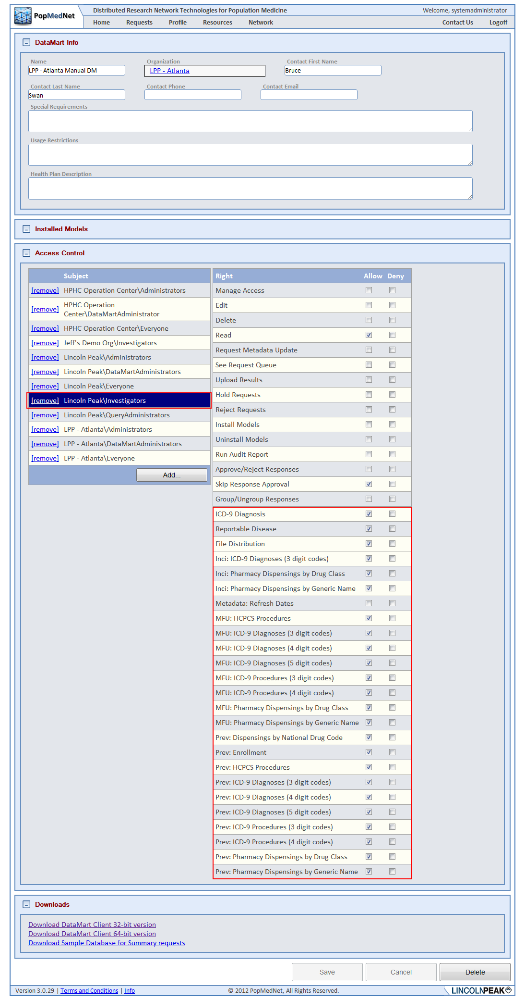 PopMedNet
Distributed Research Network Technologies for Population Medicine
Welcome, systemadministrator
Home Requests Profile Resources Network Contact Us Logoff
DataMart Info
Name Organization Contact First Name
LPP - Atlanta Manual DM LPP - Atlanta Bruce
Contact Last Name Contact Phone Contact Email
Swan
Special Requirements
Usage Restrictions
Health Plan Description
Installed Models
Access Control
Subject
[remove] HPHC Operation Center\Administrators
[remove] HPHC Operation
Center\DataMartAdministrator
[remove] HPHC Operation Center\Everyone
[remove] Jeff's Demo Org\Investigators
[remove] Lincoln Peak\Administrators
[remove] Lincoln Peak\DataMartAdministrators
[remove] Lincoln Peak\Everyone
[remove] Lincoln Peak\Investigators
[remove] Lincoln Peak\QueryAdministrators
[remove] LPP - Atlanta\Administrators
[remove] LPP - Atlanta\DataMartAdministrators
[remove] LPP - Atlanta\Everyone
Add...
Right Allow Deny
Manage Access
Edit
Delete
Read
Request Metadata Update
See Request Queue
Upload Results
Hold Requests
Reject Requests
Install Models
Uninstall Models
Run Audit Report
Approve/Reject Responses
Skip Response Approval
Group/Ungroup Responses
ICD-9 Diagnosis
Reportable Disease
File Distribution
Inci: ICD-9 Diagnoses (3 digit codes)
Inci: Pharmacy Dispensings by Drug Class
Inci: Pharmacy Dispensings by Generic Name
Metadata: Refresh Dates
MFU: HCPCS Procedures
MFU: ICD-9 Diagnoses (3 digit codes)
MFU: ICD-9 Diagnoses (4 digit codes)
MFU: ICD-9 Diagnoses (5 digit codes)
MFU: ICD-9 Procedures (3 digit codes)
MFU: ICD-9 Procedures (4 digit codes)
MFU: Pharmacy Dispensings by Drug Class
MFU: Pharmacy Dispensings by Generic Name
Prev: Dispensings by National Drug Code
Prev: Enrollment
Prev: HCPCS Procedures
Prev: ICD-9 Diagnoses (3 digit codes)
Prev: ICD-9 Diagnoses (4 digit codes)
Prev: ICD-9 Diagnoses (5 digit codes)
Prev: ICD-9 Procedures (3 digit codes)
Prev: ICD-9 Procedures (4 digit codes)
Prev: Pharmacy Dispensings by Drug Class
Prev: Pharmacy Dispensings by Generic Name
Downloads
Download DataMart Client 32-bit version
Download DataMart Client 64-bit version
Download Sample Database for Summary requests
Save Cancel Delete
Version 3.0.29 | Terms and Conditions | Info © 2012 PopMedNet, All Rights Reserved. LINCOLNPEAK